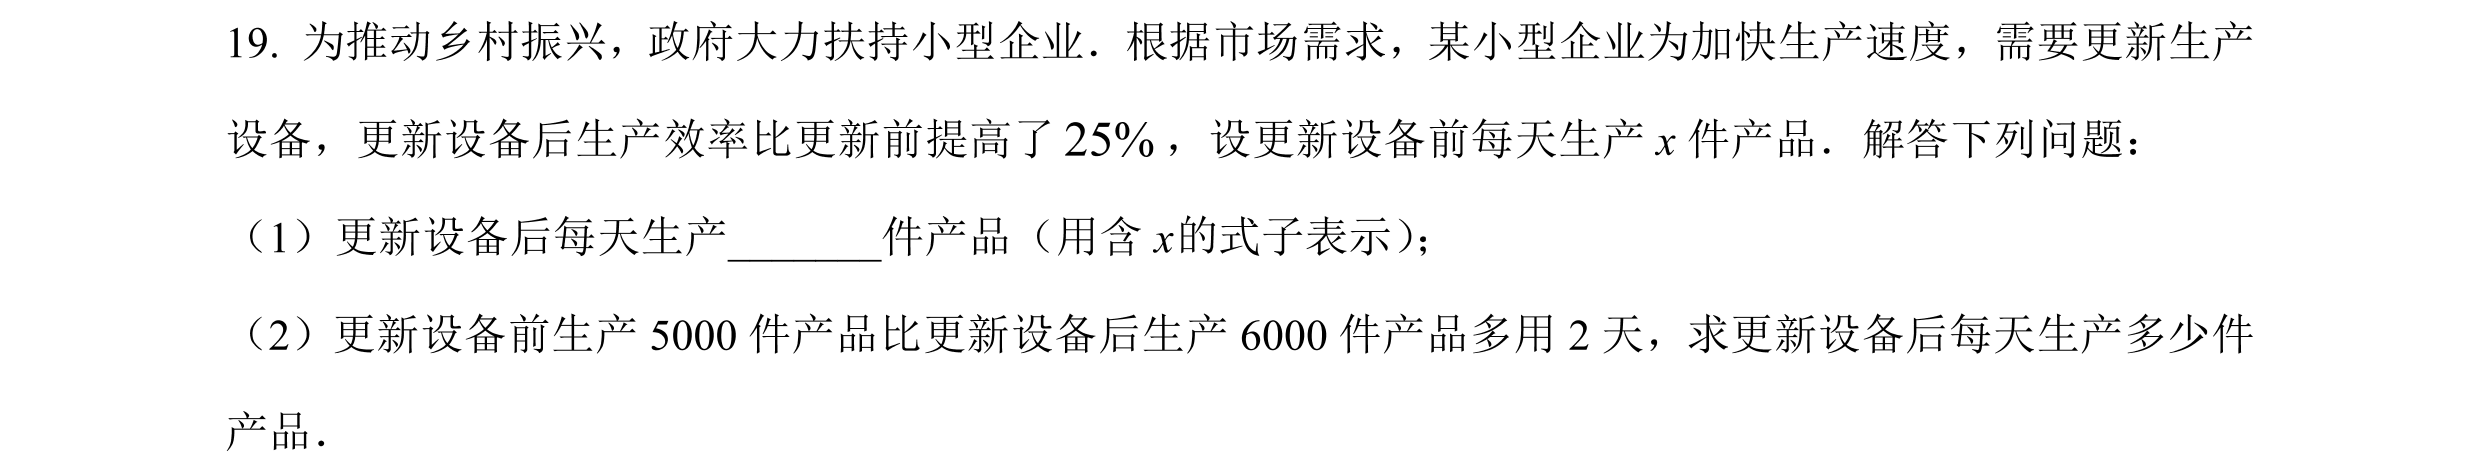 19. 为推动乡村振兴，政府大力扶持小型企业．根据市场需求，某小型企业为加快生产速度，需要更新生产
设备，更新设备后生产效率比更新前提高了 25%，设更新设备前每天生产 x 件产品．解答下列问题：
（1）更新设备后每天生产_______件产品（用含 x的式子表示）；
（2）更新设备前生产 5000 件产品比更新设备后生产 6000 件产品多用 2 天，求更新设备后每天生产多少件
产品．